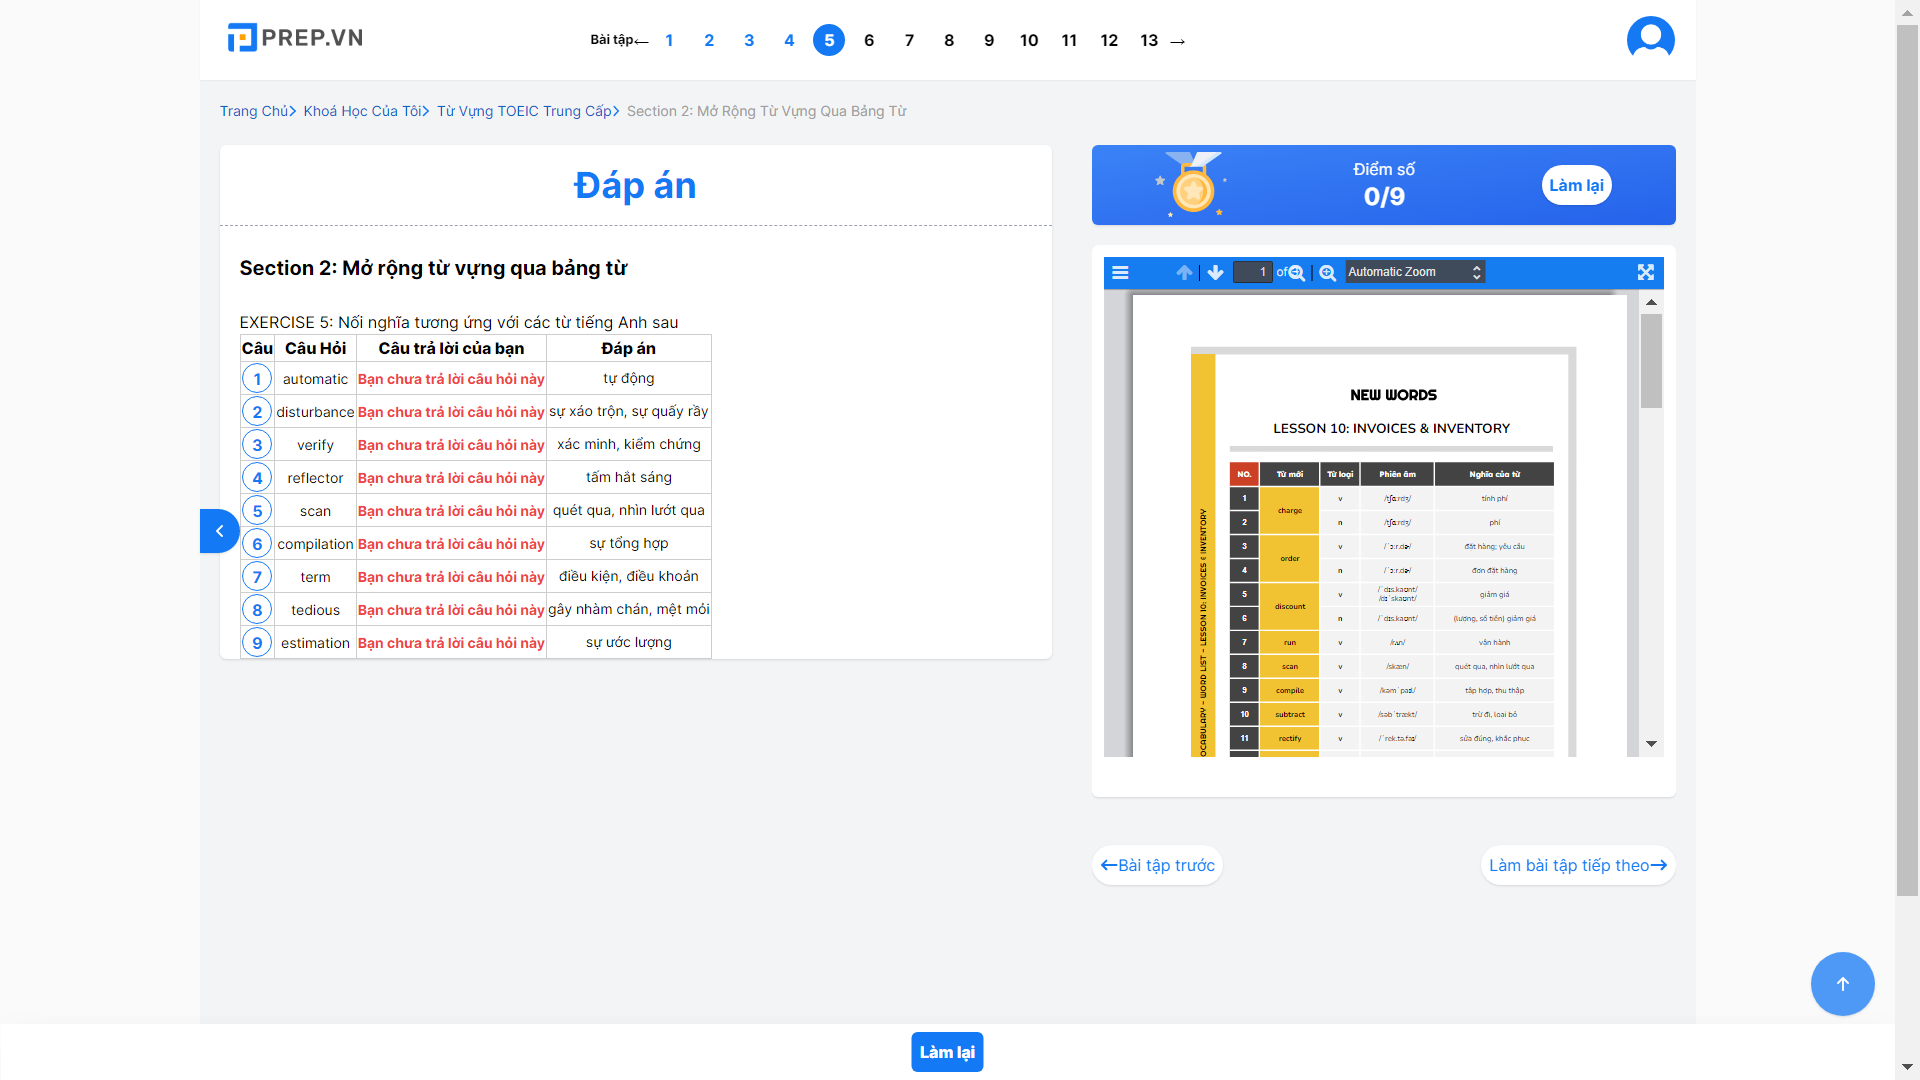 PREP.VN
Bài tập← 1 2 3 4 5 6 7 8 9 10 11 12 13 →
Trang Chủ> Khoá Học Của Tôi> Từ Vựng TOEIC Trung Cấp> Section 2: Mở Rộng Từ Vựng Qua Bảng Từ
Đáp án
Section 2: Mở rộng từ vựng qua bảng từ
EXERCISE 5: Nối nghĩa tương ứng với các từ tiếng Anh sau
Câu Câu Hỏi Câu trả lời của bạn Đáp án
1 automatic Bạn chưa trả lời câu hỏi này tự động
2 disturbance Bạn chưa trả lời câu hỏi này sự xáo trộn, sự quấy rầy
3 verify Bạn chưa trả lời câu hỏi này xác minh, kiểm chứng
4 reflector Bạn chưa trả lời câu hỏi này tấm hắt sáng
5 scan Bạn chưa trả lời câu hỏi này quét qua, nhìn lướt qua
6 compilation Bạn chưa trả lời câu hỏi này sự tổng hợp
7 term Bạn chưa trả lời câu hỏi này điều kiện, điều khoản
8 tedious Bạn chưa trả lời câu hỏi này gây nhàm chán, mệt mỏi
9 estimation Bạn chưa trả lời câu hỏi này sự ước lượng
Điểm số
0/9
Làm lại
1 of Automatic Zoom
NEW WORDS
LESSON 10: INVOICES & INVENTORY
OCABULARY - WORD LIST - LESSON 10: INVOICES & INVENTORY
NO. Từ mới Từ loại Phiên âm Nghĩa của từ
1 charge v /tʃɑːrdʒ/ tính phí
2 n /tʃɑːrdʒ/ phí
3 order v /ˈɔːr.dɚ/ đặt hàng; yêu cầu
4 n /ˈɔːr.dɚ/ đơn đặt hàng
5 discount v /ˈdɪs.kaʊnt/ /dɪˈskaʊnt/ giảm giá
6 n /ˈdɪs.kaʊnt/ (lượng, số tiền) giảm giá
7 run v /rʌn/ vận hành
8 scan v /skæn/ quét qua, nhìn lướt qua
9 compile v /kəmˈpaɪl/ tập hợp, thu thập
10 subtract v /səbˈtrækt/ trừ đi, loại bỏ
11 rectify v /ˈrek.tə.faɪ/ sửa đúng, khắc phục
←Bài tập trước
Làm bài tập tiếp theo→
Làm lại